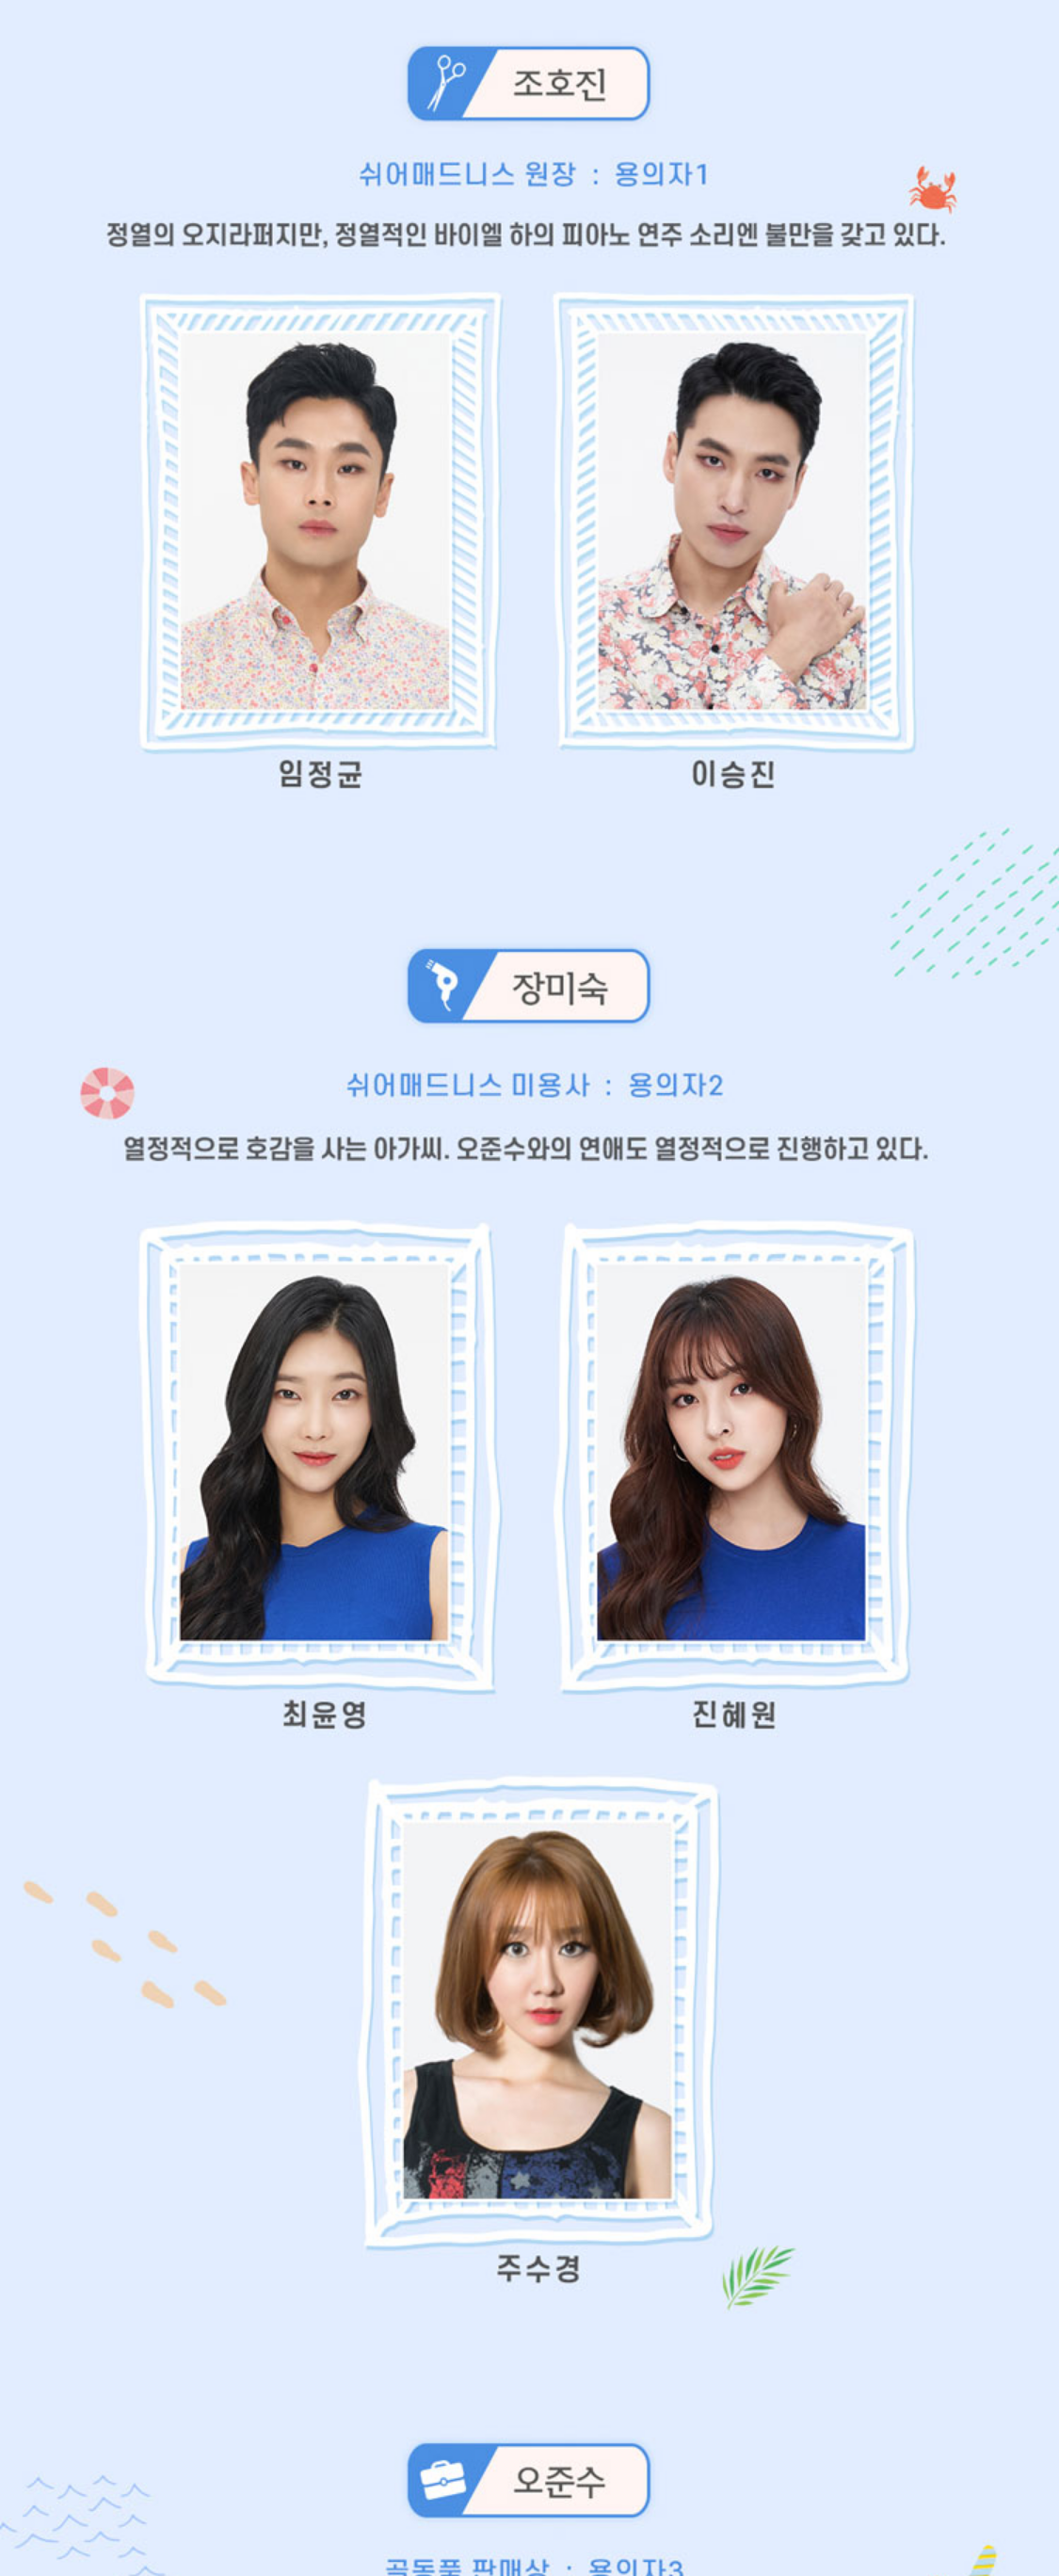 조호진
쉬어매드니스 원장 : 용의자1
정열의 오지라퍼지만, 정열적인 바이엘 하의 피아노 연주 소리엔 불만을 갖고 있다.
임정균
이승진
장미숙
쉬어매드니스 미용사 : 용의자2
열정적으로 호감을 사는 아가씨. 오준수와의 연애도 열정적으로 진행하고 있다.
최윤영
진혜원
주수경
오준수
골동품 판매상 : 용의자3